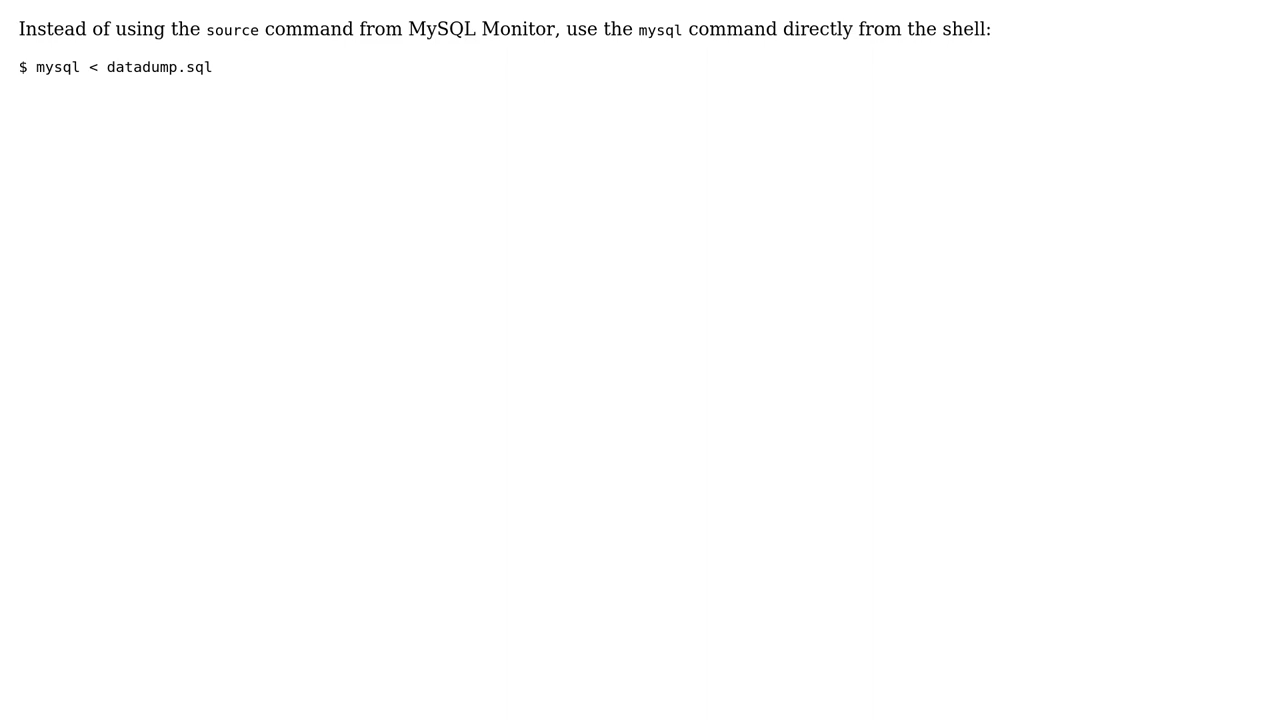 Instead of using the source command from MySQL Monitor, use the mysql command directly from the shell:
$ mysql < datadump.sql